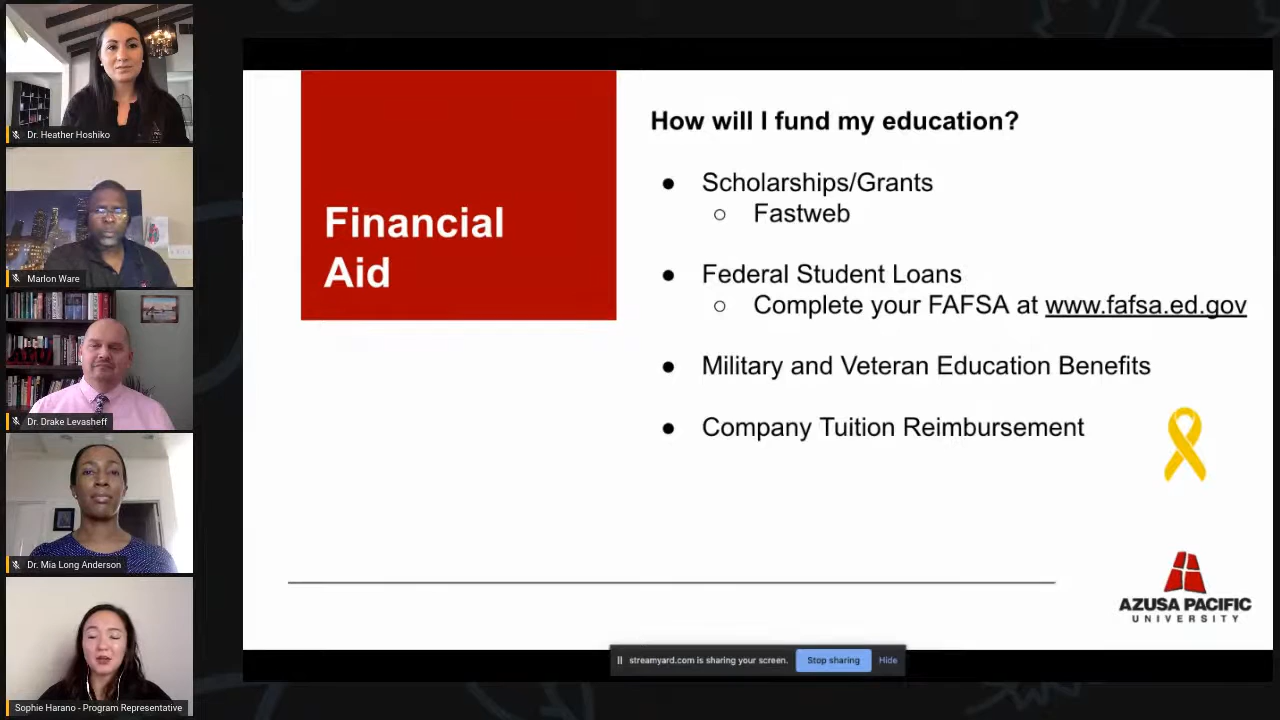 Dr. Heather Hoshiko
Marlon Ware
Dr. Drake Levasheff
Dr. Mia Long Anderson
Sophie Harano - Program Representative
Financial
Aid
How will I fund my education?
● Scholarships/Grants
○ Fastweb
● Federal Student Loans
○ Complete your FAFSA at www.fafsa.ed.gov
● Military and Veteran Education Benefits
● Company Tuition Reimbursement
AZUSA PACIFIC
UNIVERSITY
streamyard.com is sharing your screen. Stop sharing Hide